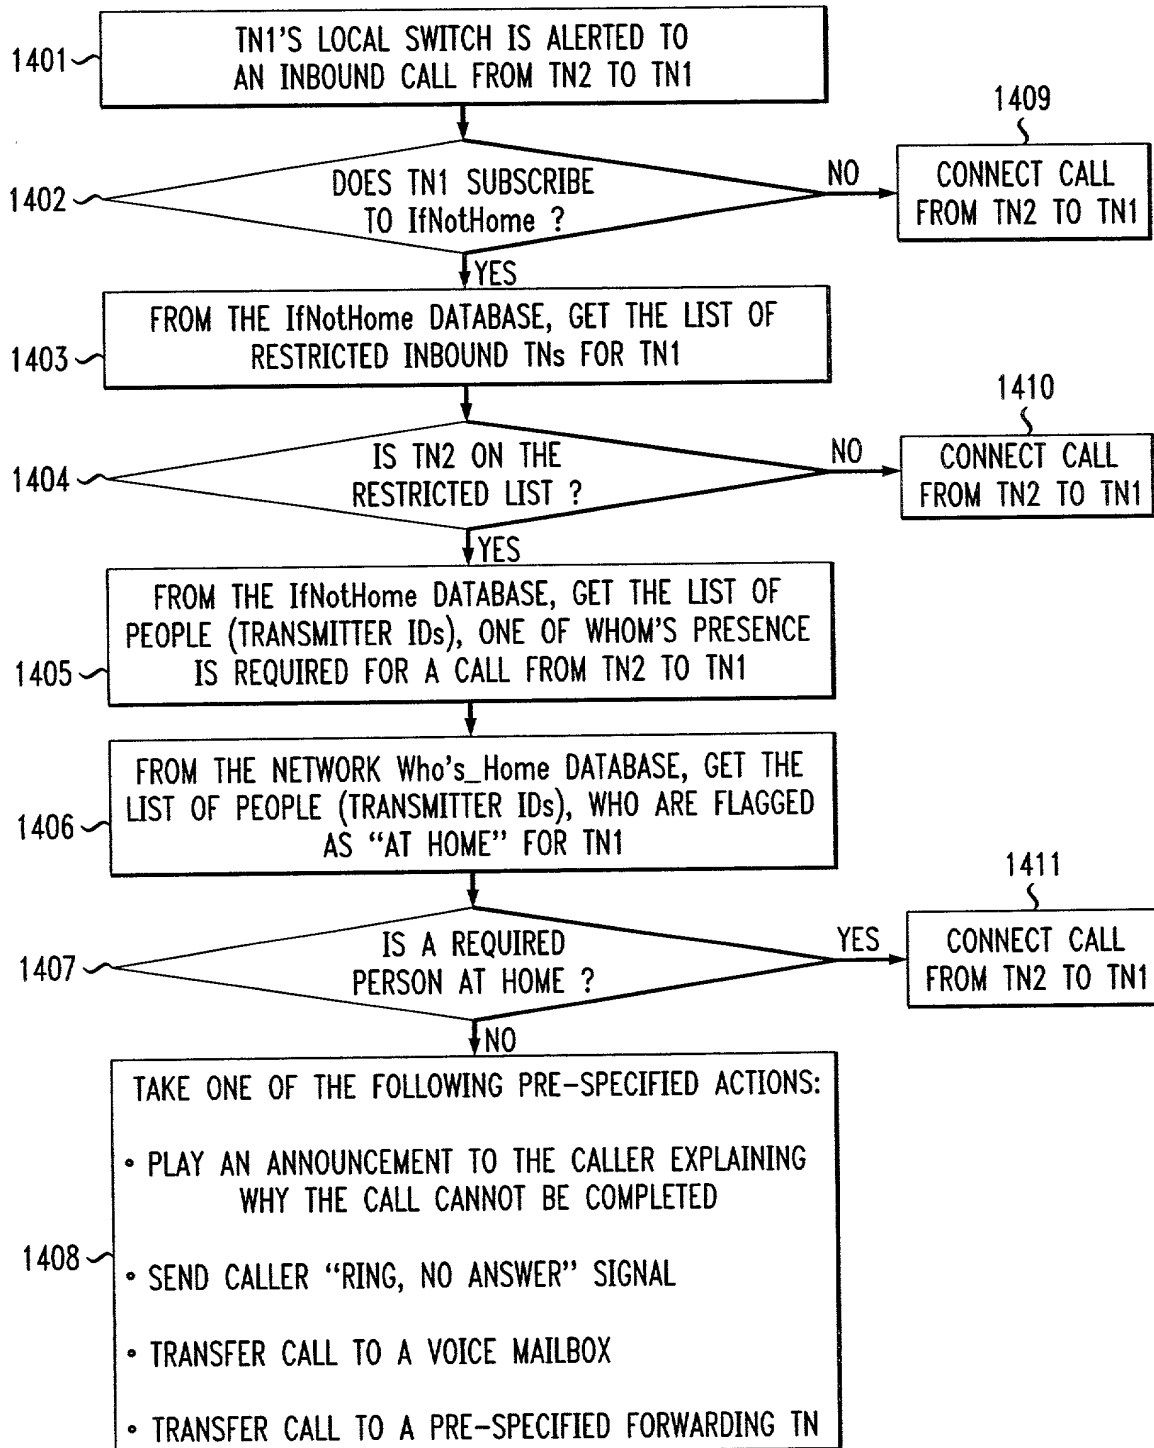 1401
TN1'S LOCAL SWITCH IS ALERTED TO
AN INBOUND CALL FROM TN2 TO TN1
1402
DOES TN1 SUBSCRIBE
TO IfNotHome ?
NO
1409
CONNECT CALL
FROM TN2 TO TN1
YES
1403
FROM THE IfNotHome DATABASE, GET THE LIST OF
RESTRICTED INBOUND TNs FOR TN1
1404
IS TN2 ON THE
RESTRICTED LIST ?
NO
1410
CONNECT CALL
FROM TN2 TO TN1
YES
1405
FROM THE IfNotHome DATABASE, GET THE LIST OF
PEOPLE (TRANSMITTER IDs), ONE OF WHOM'S PRESENCE
IS REQUIRED FOR A CALL FROM TN2 TO TN1
1406
FROM THE NETWORK Who's_Home DATABASE, GET THE
LIST OF PEOPLE (TRANSMITTER IDs), WHO ARE FLAGGED
AS “AT HOME” FOR TN1
1407
IS A REQUIRED
PERSON AT HOME ?
YES
1411
CONNECT CALL
FROM TN2 TO TN1
NO
1408
TAKE ONE OF THE FOLLOWING PRE-SPECIFIED ACTIONS:
• PLAY AN ANNOUNCEMENT TO THE CALLER EXPLAINING
WHY THE CALL CANNOT BE COMPLETED
• SEND CALLER “RING, NO ANSWER” SIGNAL
• TRANSFER CALL TO A VOICE MAILBOX
• TRANSFER CALL TO A PRE-SPECIFIED FORWARDING TN